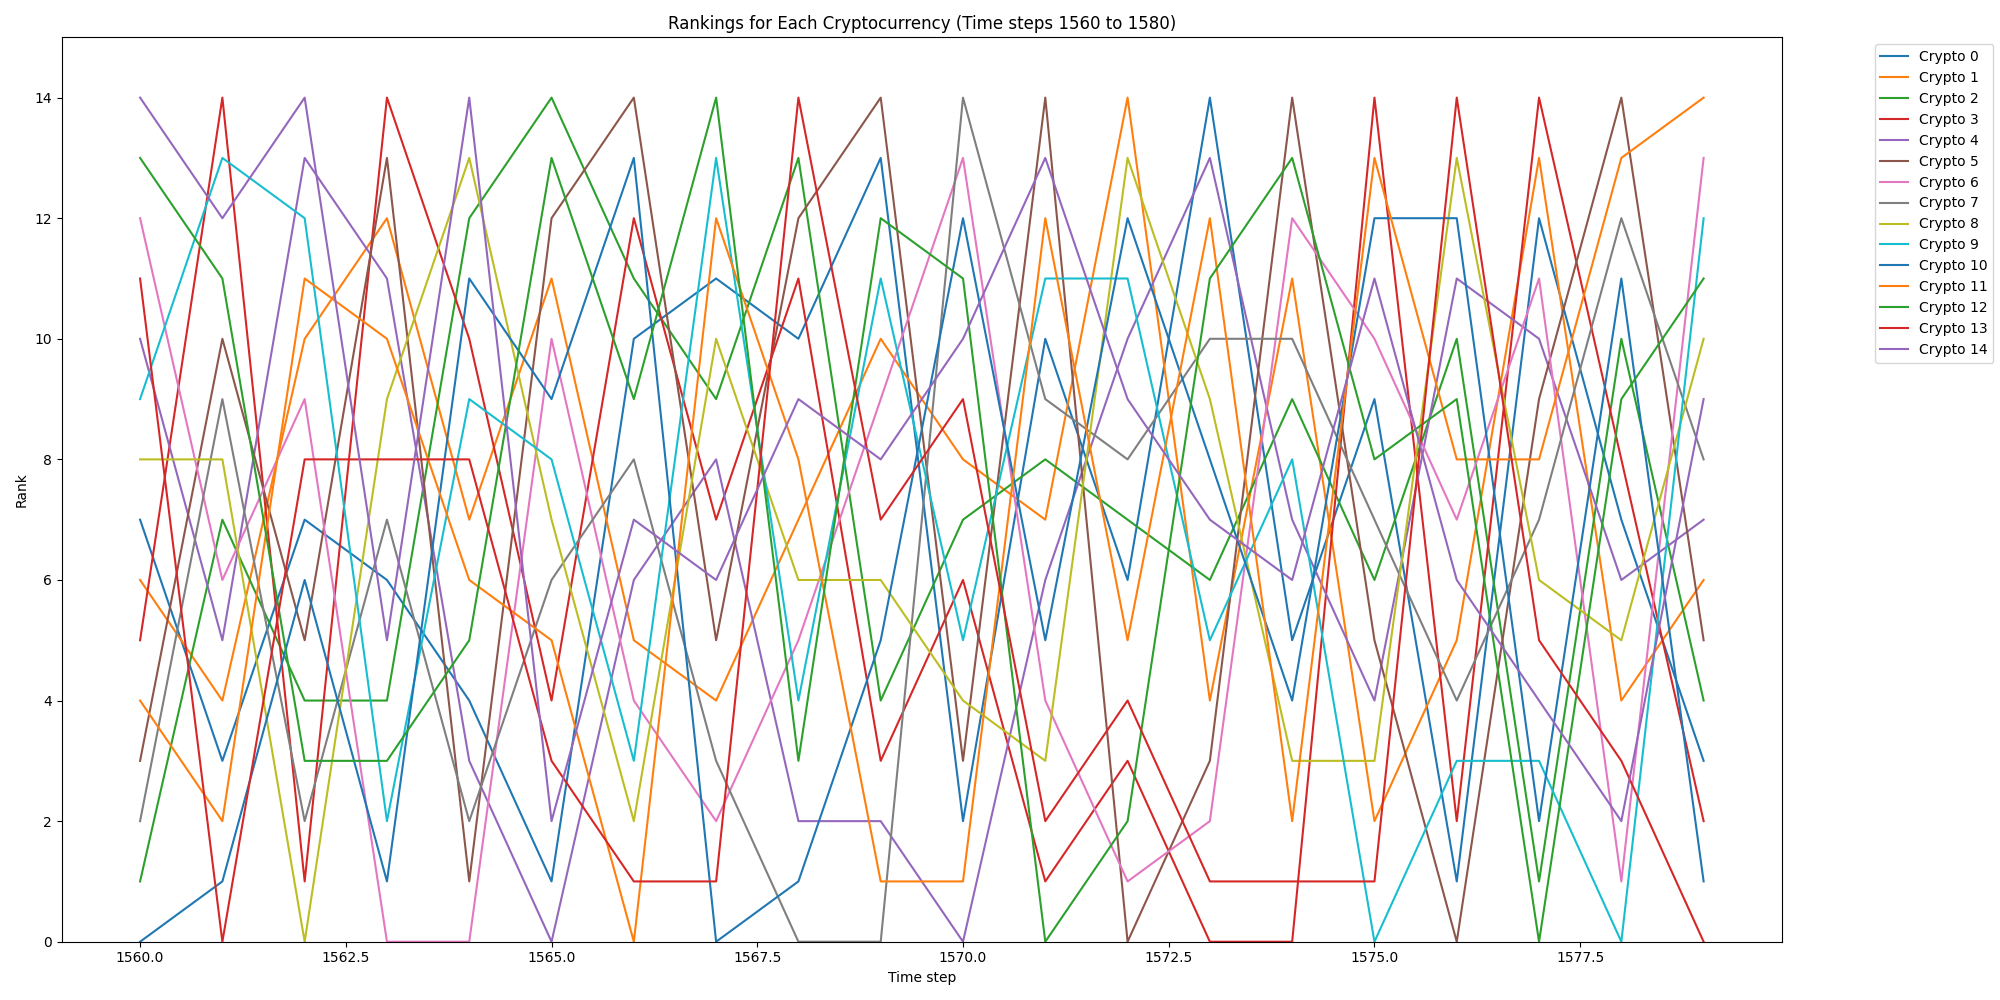 Rankings for Each Cryptocurrency (Time steps 1560 to 1580)
Rank
14
12
10
8
6
4
2
0
1560.0 1562.5 1565.0 1567.5 1570.0 1572.5 1575.0 1577.5
Time step
Crypto 0
Crypto 1
Crypto 2
Crypto 3
Crypto 4
Crypto 5
Crypto 6
Crypto 7
Crypto 8
Crypto 9
Crypto 10
Crypto 11
Crypto 12
Crypto 13
Crypto 14